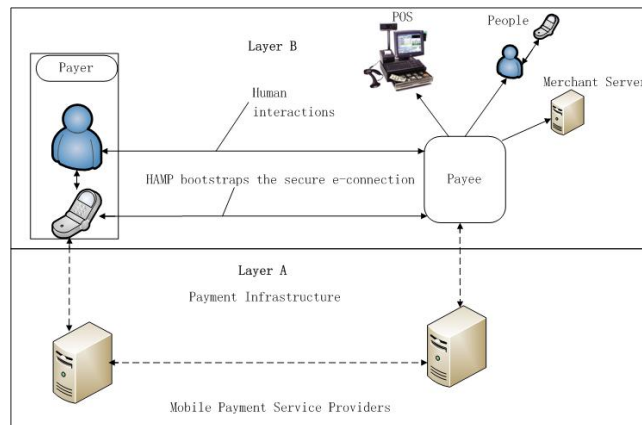 POS
People
Layer B
Payer
Merchant Server
Human
interactions
HAMP bootstraps the secure e-connection
Payee
Layer A
Payment Infrastructure
Mobile Payment Service Providers